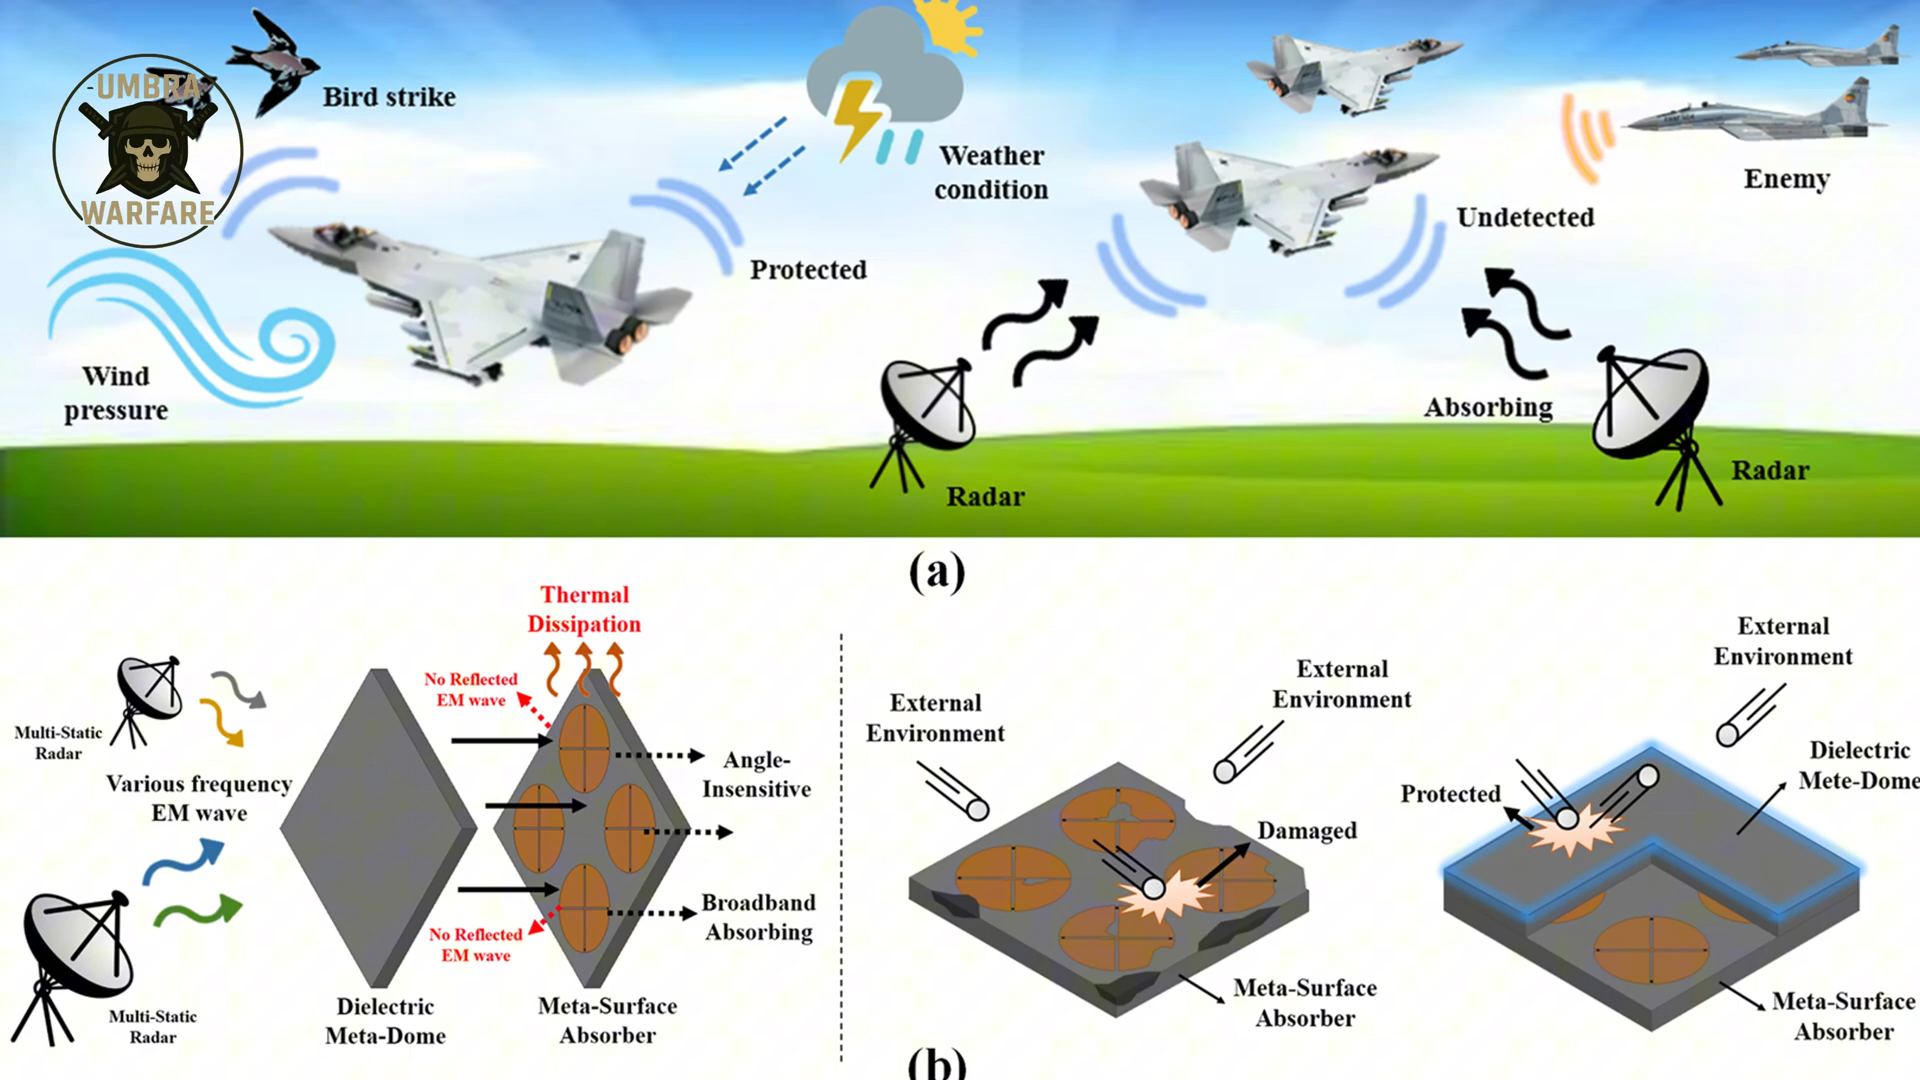 -UMBRA-
WARFARE
Bird strike
Wind
pressure
Weather
condition
Protected
Undetected
Enemy
Radar
Absorbing
Radar
(a)
Multi-Static
Radar
Various frequency
EM wave
Multi-Static
Radar
Thermal
Dissipation
No Reflected
EM wave
No Reflected
EM wave
Angle-
Insensitive
Broadband
Absorbing
Dielectric
Meta-Dome
Meta-Surface
Absorber
External
Environment
External
Environment
Damaged
Meta-Surface
Absorber
External
Environment
Protected
Dielectric
Mete-Dome
Meta-Surface
Absorber
(b)